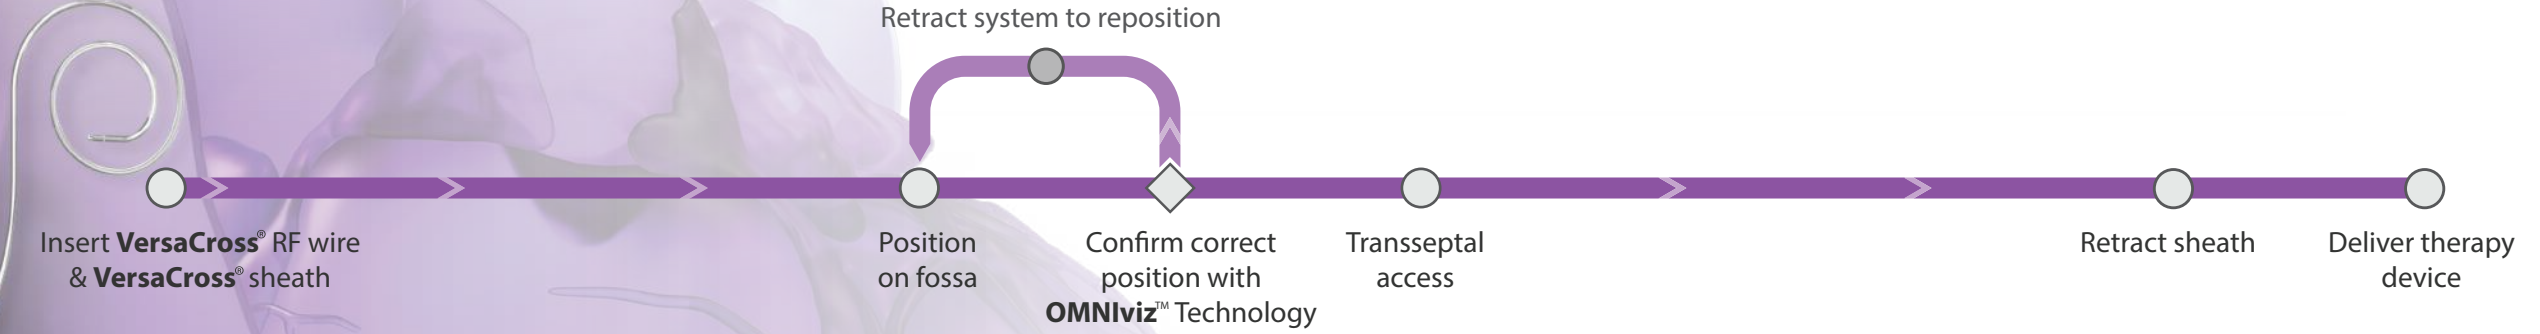 Retract system to reposition
Insert VersaCross® RF wire
& VersaCross® sheath
Position
on fossa
Confirm correct
position with
OMNIviz™ Technology
Transseptal
access
Retract sheath
Deliver therapy
device